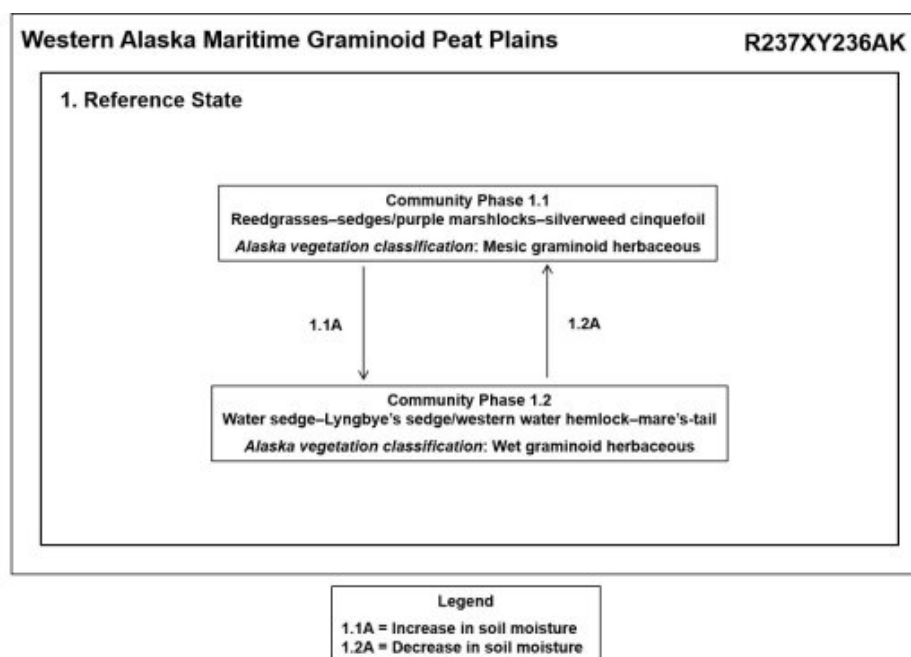 Western Alaska Maritime Graminoid Peat Plains R237XY236AK
1. Reference State
Community Phase 1.1
Reedgrasses–sedges/purple marshlocks–silverweed cinquefoil
Alaska vegetation classification: Mesic graminoid herbaceous
1.1A 1.2A
Community Phase 1.2
Water sedge–Lyngbye's sedge/western water hemlock–mare's-tail
Alaska vegetation classification: Wet graminoid herbaceous
Legend
1.1A = Increase in soil moisture
1.2A = Decrease in soil moisture